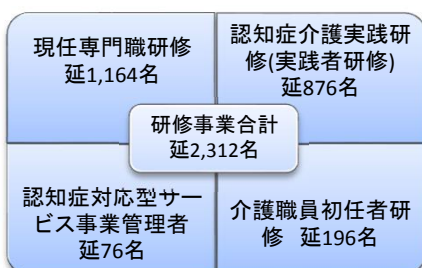 現任専門職研修
延1,164名
認知症介護実践研
修(実践者研修)
延876名
研修事業合計
延2,312名
認知症対応型サー
ビス事業管理者
延76名
介護職員初任者研
修　延196名